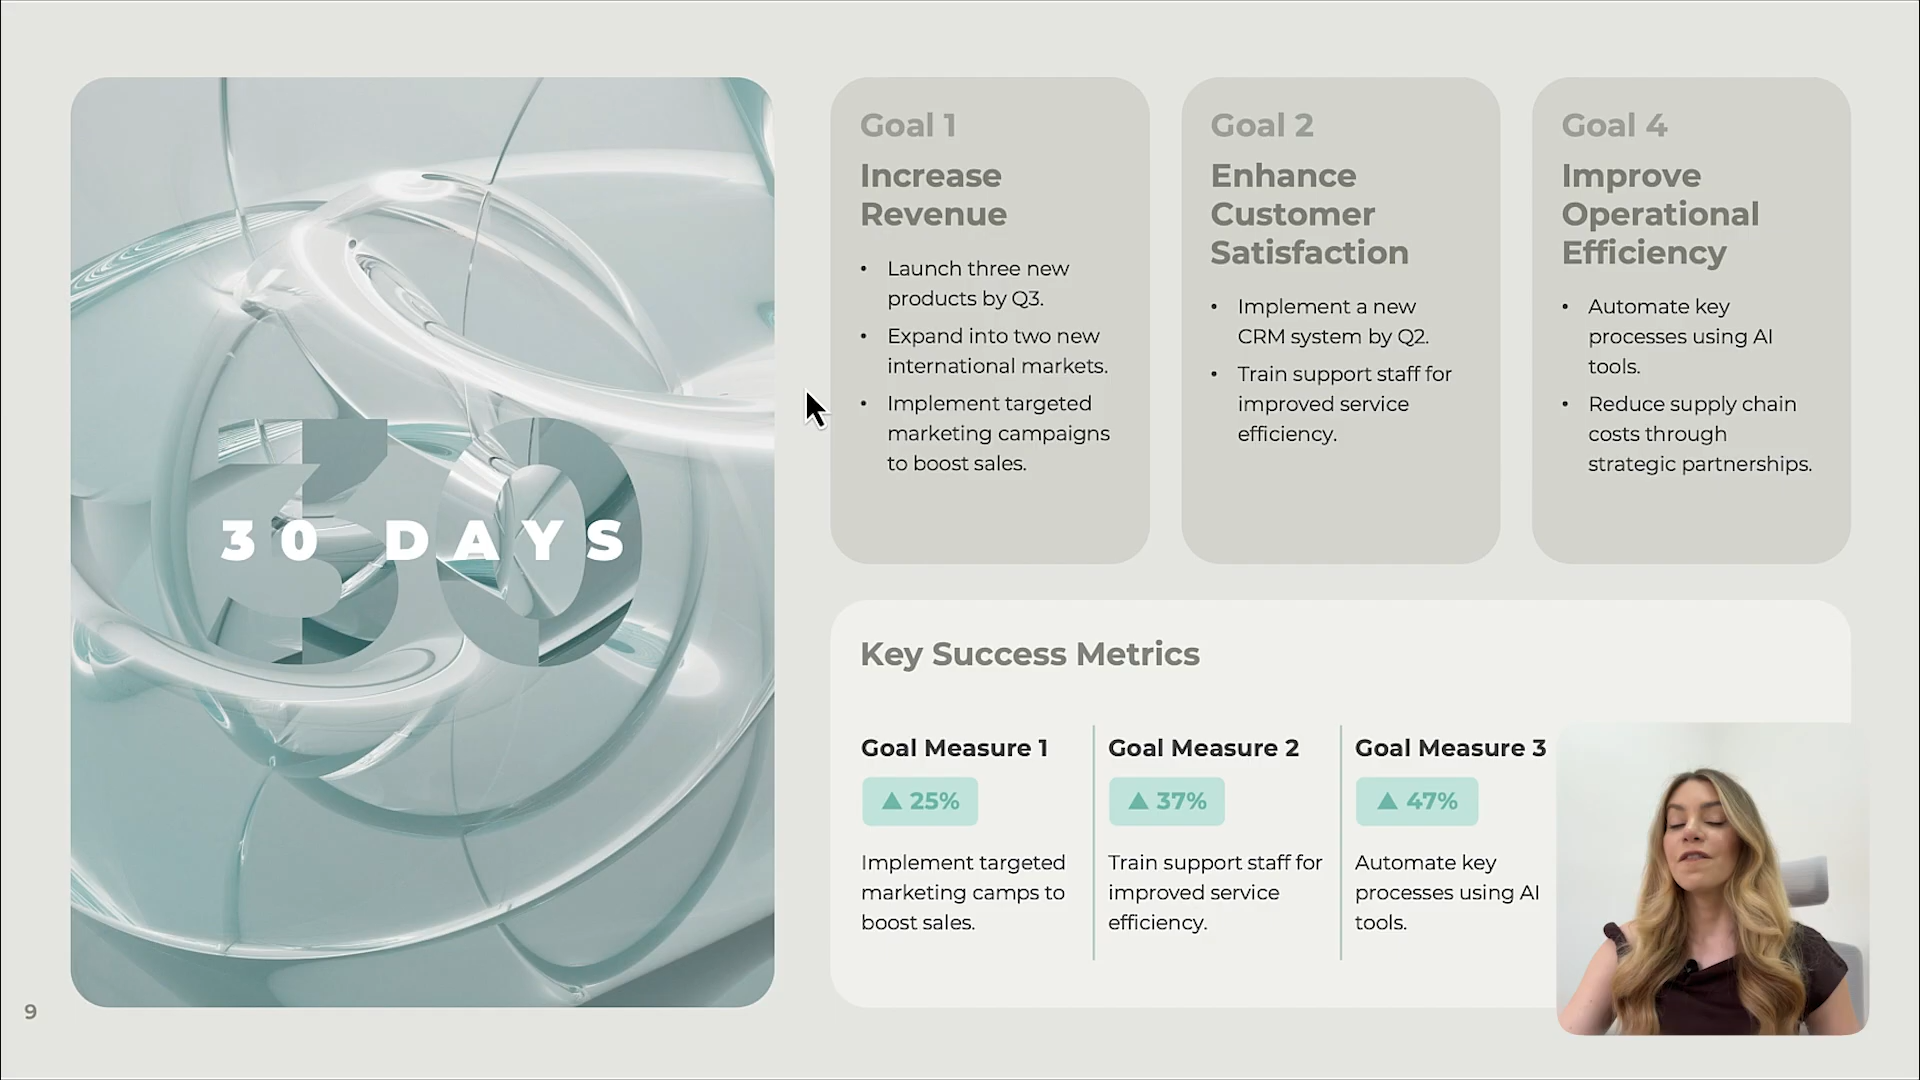 30 DAYS
30
Goal 1
Increase
Revenue
• Launch three new
products by Q3.
• Expand into two new
international markets.
• Implement targeted
marketing campaigns
to boost sales.
Goal 2
Enhance
Customer
Satisfaction
• Implement a new
CRM system by Q2.
• Train support staff for
improved service
efficiency.
Goal 4
Improve
Operational
Efficiency
• Automate key
processes using AI
tools.
• Reduce supply chain
costs through
strategic partnerships.
Key Success Metrics
Goal Measure 1
▲ 25%
Implement targeted
marketing camps to
boost sales.
Goal Measure 2
▲ 37%
Train support staff for
improved service
efficiency.
Goal Measure 3
▲ 47%
Automate key
processes using AI
tools.
9